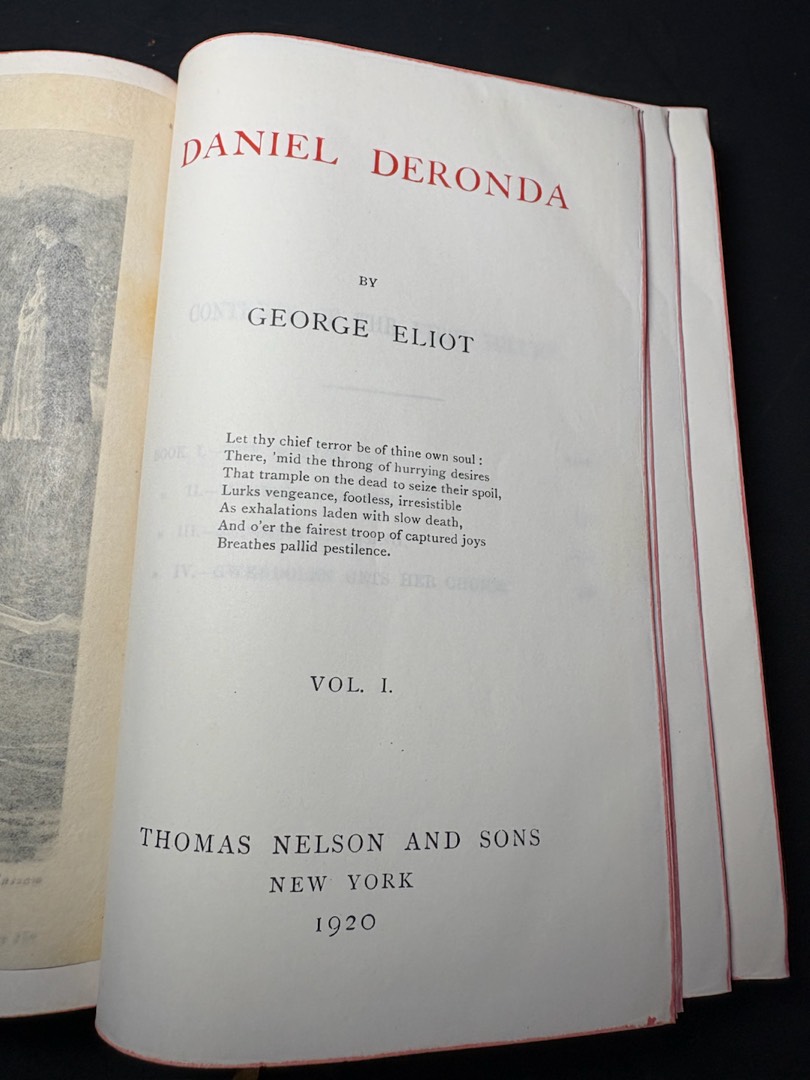 DANIEL DERONDA
BY
GEORGE ELIOT
Let thy chief terror be of thine own soul :
There, 'mid the throng of hurrying desires
That trample on the dead to seize their spoil,
Lurks vengeance, footless, irresistible
As exhalations laden with slow death,
And o'er the fairest troop of captured joys
Breathes pallid pestilence.
VOL. I.
THOMAS NELSON AND SONS
NEW YORK
1920